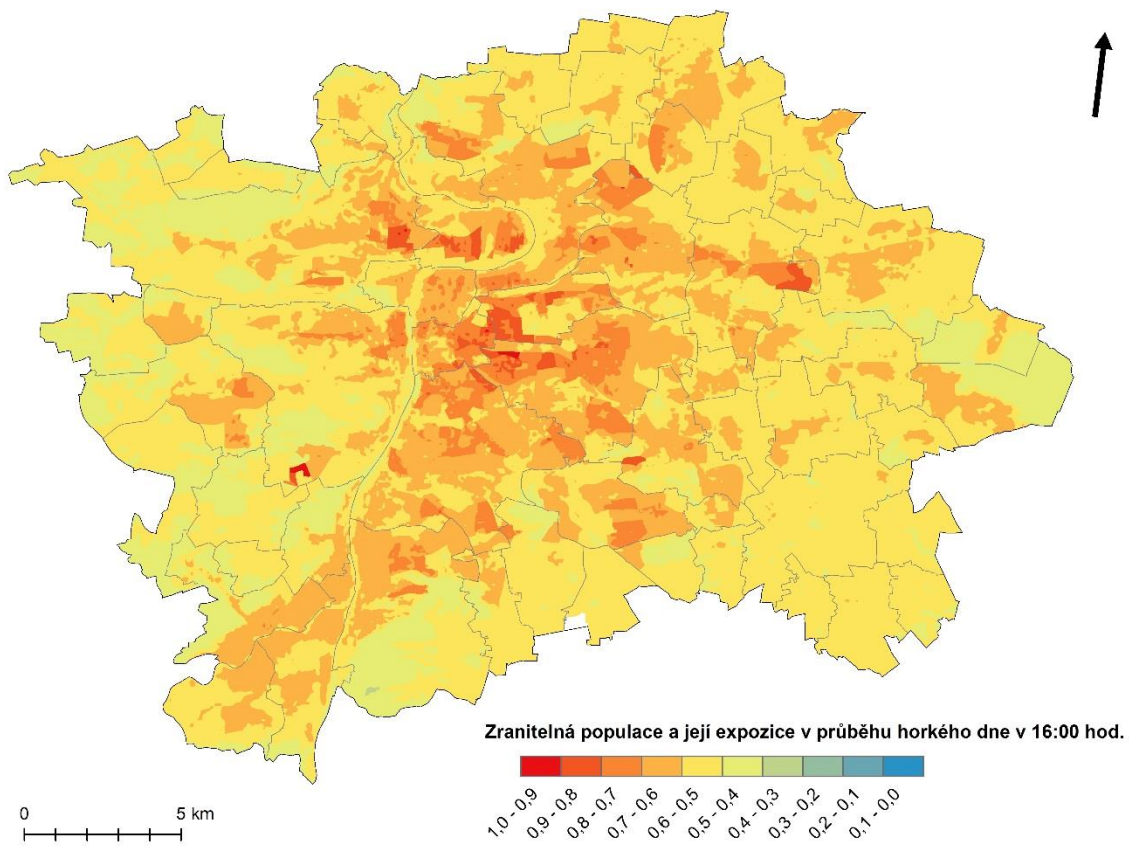 Zranitelná populace a její expozice v průběhu horkého dne v 16:00 hod.
1,0 - 0,9
0,9 - 0,8
0,8 - 0,7
0,7 - 0,6
0,6 - 0,5
0,5 - 0,4
0,4 - 0,3
0,3 - 0,2
0,2 - 0,1
0,1 - 0,0
0 5 km